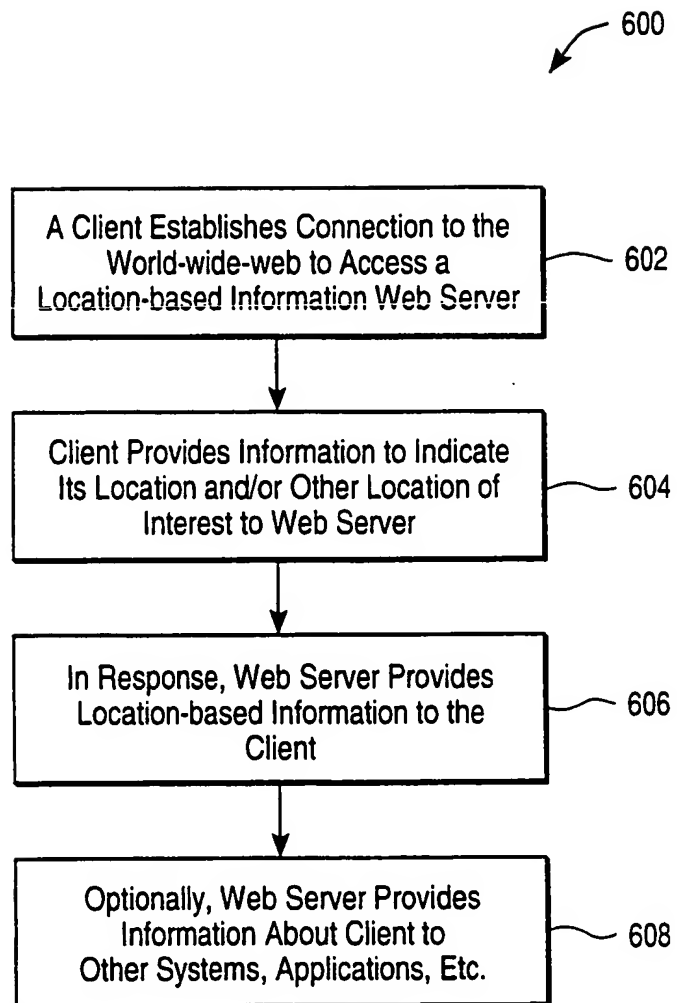 600
A Client Establishes Connection to the
World-wide-web to Access a
Location-based Information Web Server
602
Client Provides Information to Indicate
Its Location and/or Other Location of
Interest to Web Server
604
In Response, Web Server Provides
Location-based Information to the
Client
606
Optionally, Web Server Provides
Information About Client to
Other Systems, Applications, Etc.
608